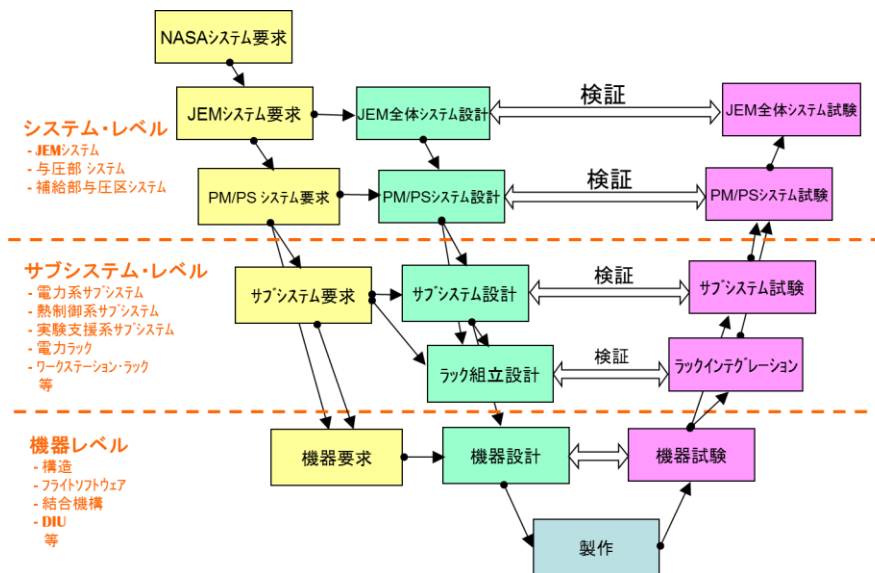 NASAシステム要求
JEMシステム要求
JEM全体システム設計
検証
JEM全体システム試験
システム・レベル
- JEMシステム
- 与圧部 システム
- 補給部与圧区システム
PM/PS システム要求
PM/PSシステム設計
検証
PM/PSシステム試験
サブシステム・レベル
- 電力系サブシステム
- 熱制御系サブシステム
- 実験支援系サブシステム
- 電力ラック
- ワークステーション・ラック
等
サブシステム要求
サブシステム設計
検証
サブシステム試験
ラック組立設計
検証
ラックインテグレーション
機器レベル
- 構造
- フライトソフトウェア
- 結合機構
- DIU
等
機器要求
機器設計
機器試験
製作